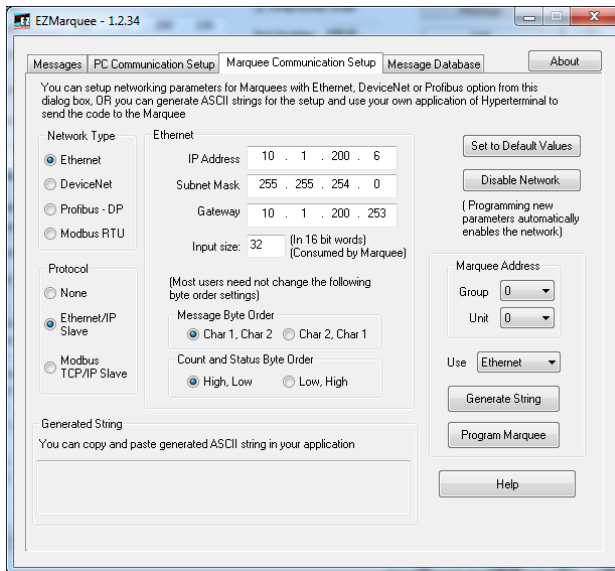 EZ EZMarquee - 1.2.34
Messages PC Communication Setup Marquee Communication Setup Message Database About
You can setup networking parameters for Marquees with Ethernet, DeviceNet or Profibus option from this
dialog box, OR you can generate ASCII strings for the setup and use your own application of Hyperterminal to
send the code to the Marquee
Network Type
Ethernet
DeviceNet
Profibus - DP
Modbus RTU
Protocol
None
Ethernet/IP
Slave
Modbus
TCP/IP Slave
Ethernet
IP Address 10 . 1 . 200 . 6
Subnet Mask 255 . 255 . 254 . 0
Gateway 10 . 1 . 200 . 253
Input size: 32 (In 16 bit words)
(Consumed by Marquee)
(Most users need not change the following
byte order settings)
Message Byte Order
Char 1, Char 2 Char 2, Char 1
Count and Status Byte Order
High, Low Low, High
Set to Default Values
Disable Network
( Programming new
parameters automatically
enables the network)
Marquee Address
Group 0
Unit 0
Use Ethernet
Generate String
Program Marquee
Help
Generated String
You can copy and paste generated ASCII string in your application